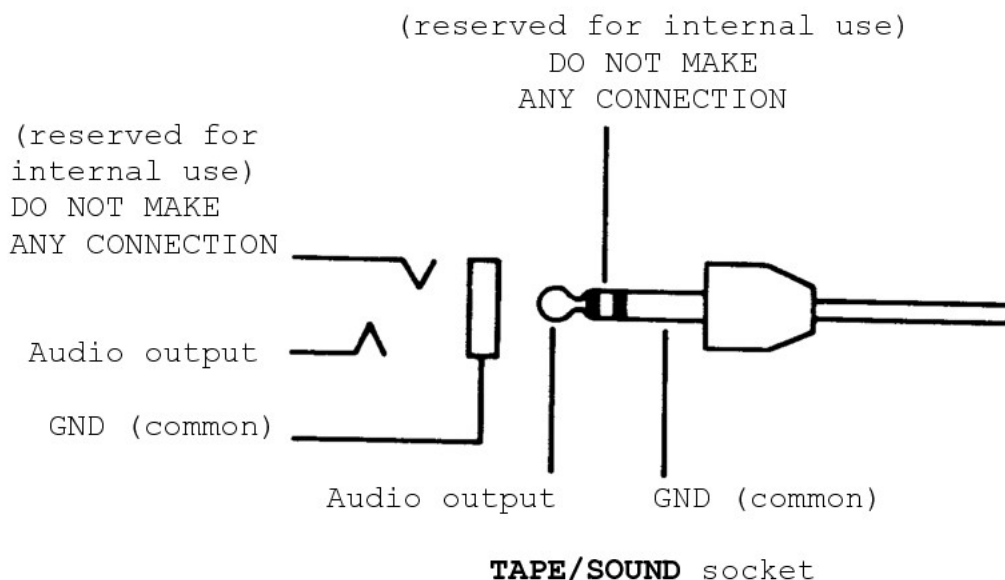 (reserved for internal use)
DO NOT MAKE
ANY CONNECTION
(reserved for
internal use)
DO NOT MAKE
ANY CONNECTION
Audio output
GND (common)
Audio output
GND (common)
TAPE/SOUND socket